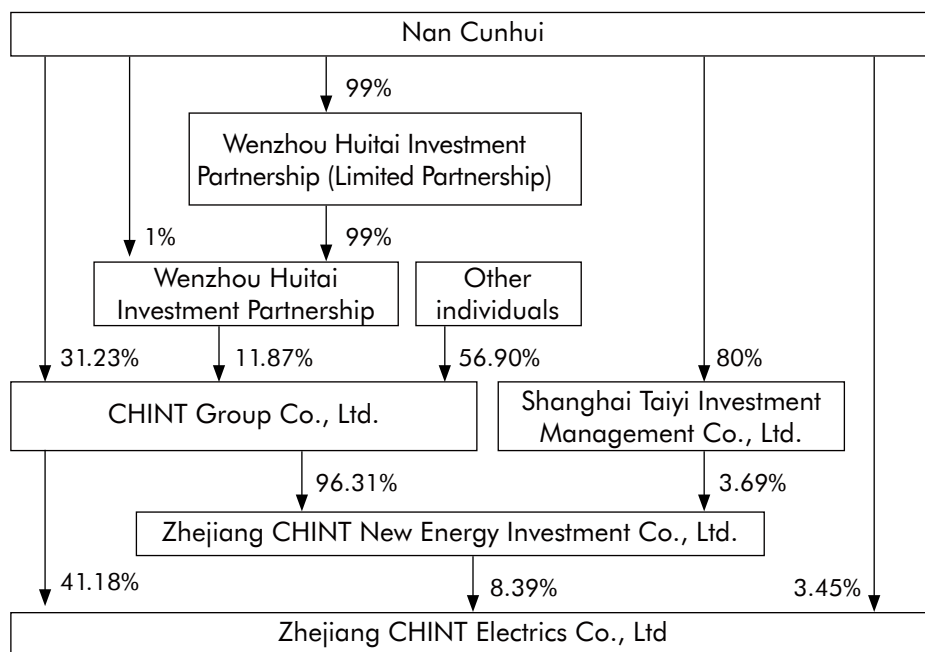 Nan Cunhui
99%
Wenzhou Huitai Investment
Partnership (Limited Partnership)
1%
99%
Wenzhou Huitai
Investment Partnership
Other
individuals
31.23%
11.87%
56.90%
80%
CHINT Group Co., Ltd.
Shanghai Taiyi Investment
Management Co., Ltd.
96.31%
3.69%
Zhejiang CHINT New Energy Investment Co., Ltd.
41.18%
8.39%
3.45%
Zhejiang CHINT Electrics Co., Ltd